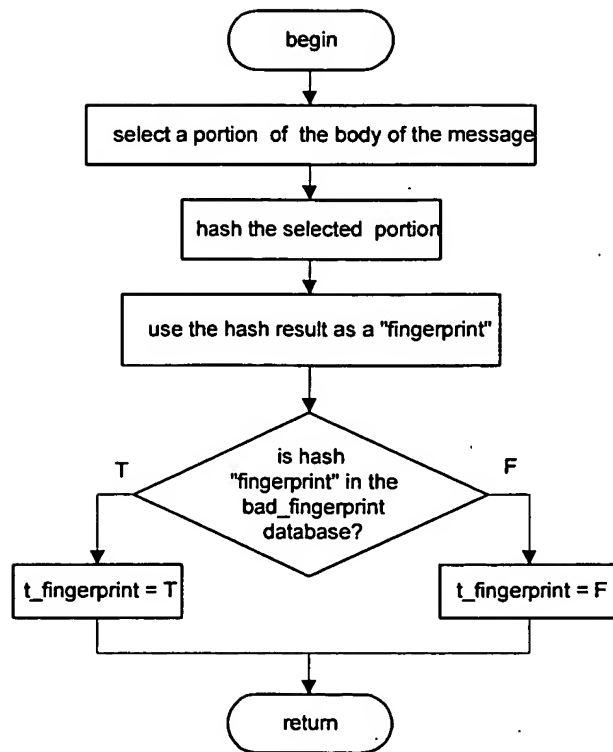 begin
select a portion of the body of the message
hash the selected portion
use the hash result as a "fingerprint"
is hash
"fingerprint" in the
bad_fingerprint
database?
T
F
t_fingerprint = T
t_fingerprint = F
return